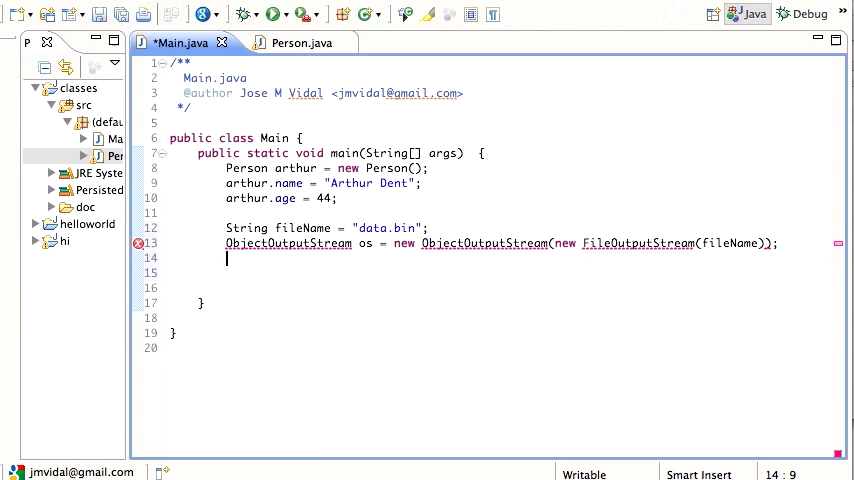 Java
Debug
P
*Main.java
Person.java
classes
src
(defau
Ma
Per
JRE Syste
Persisted
doc
helloworld
hi
1 /**
2 Main.java
3 @author Jose M Vidal <jmvidal@gmail.com>
4 */
5
6 public class Main {
7 public static void main(String[] args) {
8 Person arthur = new Person();
9 arthur.name = "Arthur Dent";
10 arthur.age = 44;
11
12 String fileName = "data.bin";
13 ObjectOutputStream os = new ObjectOutputStream(new FileOutputStream(fileName));
14
15
16
17 }
18
19 }
20
jmvidal@gmail.com
Writable
Smart Insert
14 : 9